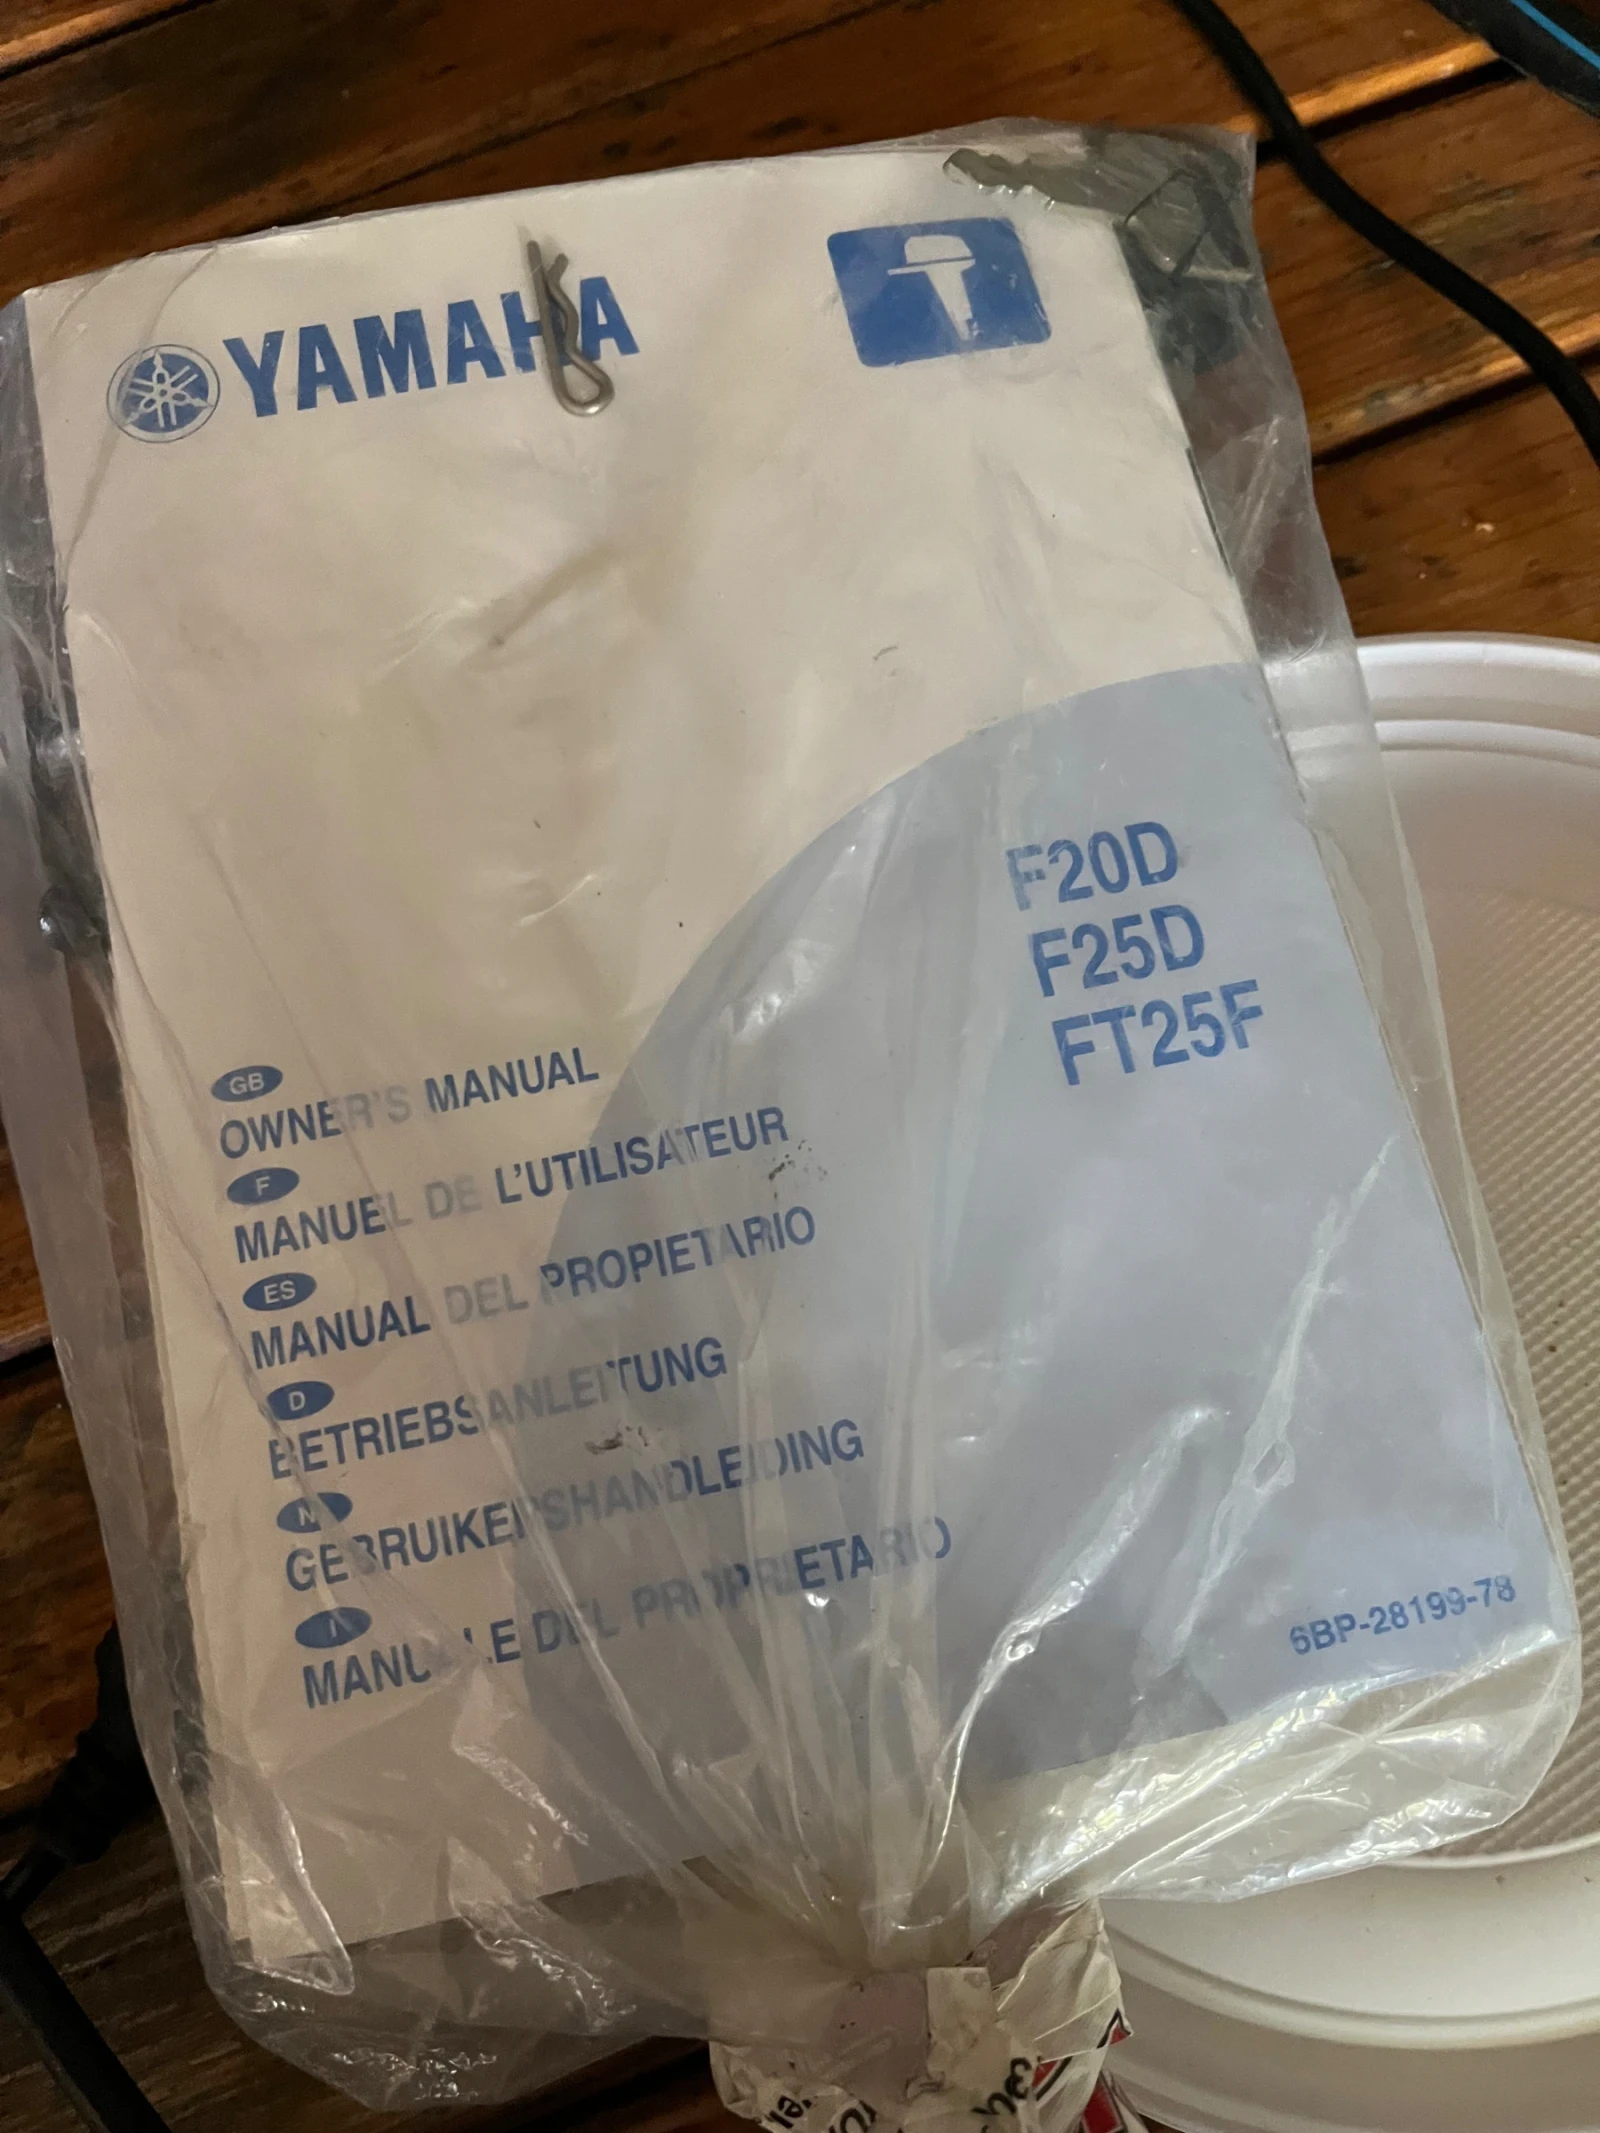 YAMAHA
F20D
F25D
FT25F
GB
OWNER'S MANUAL
F
MANUEL DE L'UTILISATEUR
ES
MANUAL DEL PROPIETARIO
D
BETRIEBSANLEITUNG
N
GEBRUIKERSHANDLEIDING
I
MANUALE DEL PROPRIETARIO
6BP-28199-78